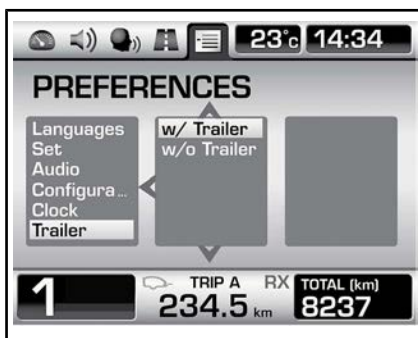 23°c 14:34
PREFERENCES
Languages
Set
Audio
Configura...
Clock
Trailer
w/ Trailer
w/o Trailer
1
TRIP A RX
234.5 km
TOTAL (km)
8237